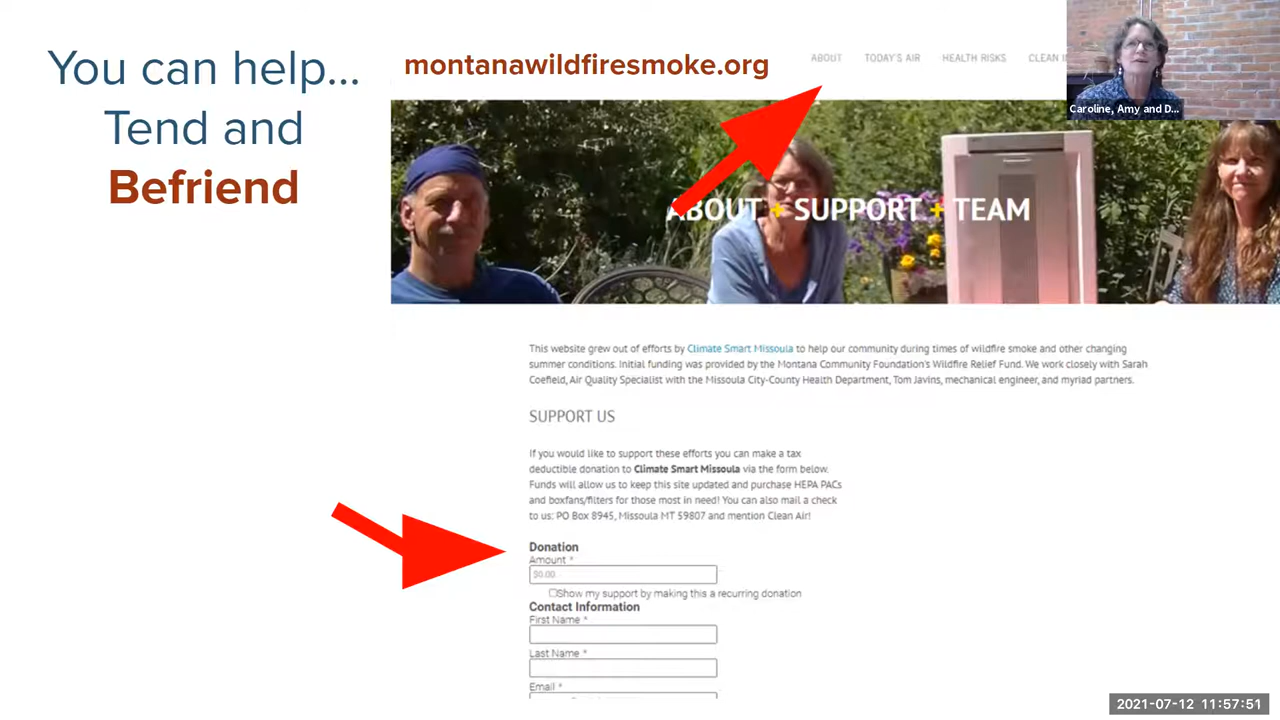 You can help...
Tend and
Befriend
montanawildfiresmoke.org
ABOUT TODAY'S AIR HEALTH RISKS CLEAN
Caroline, Amy and D...
ABOUT + SUPPORT + TEAM
This website grew out of efforts by Climate Smart Missoula to help our community during times of wildfire smoke and other changing
summer conditions. Initial funding was provided by the Montana Community Foundation's Wildfire Relief Fund. We work closely with Sarah
Coefield, Air Quality Specialist with the Missoula City-County Health Department, Tom Javins, mechanical engineer, and myriad partners.
SUPPORT US
If you would like to support these efforts you can make a tax
deductible donation to Climate Smart Missoula via the form below.
Funds will allow us to keep this site updated and purchase HEPA PACs
and boxfans/filters for those most in need! You can also mail a check
to us: PO Box 8945, Missoula MT 59807 and mention Clean Air!
Donation
Amount *
$0.00
Show my support by making this a recurring donation
Contact Information
First Name *
Last Name *
Email *
2021-07-12 11:57:51